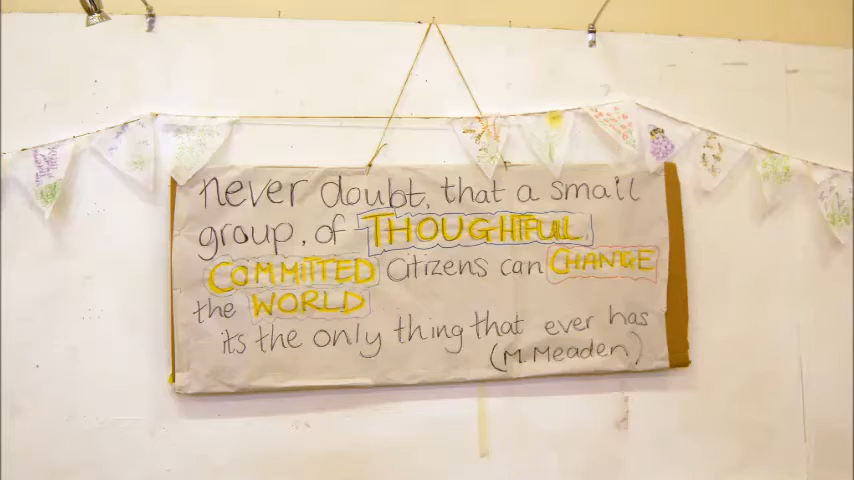 never doubt, that a small
group, of THOUGHTFUL,
COMMITTED citizens can CHANGE
the WORLD
its the only thing that ever has
(M. Meaden)